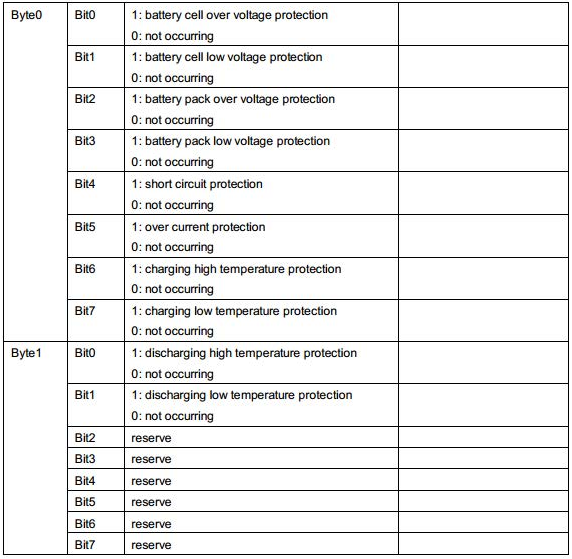 Byte0 Bit0 1: battery cell over voltage protection
0: not occurring
Bit1 1: battery cell low voltage protection
0: not occurring
Bit2 1: battery pack over voltage protection
0: not occurring
Bit3 1: battery pack low voltage protection
0: not occurring
Bit4 1: short circuit protection
0: not occurring
Bit5 1: over current protection
0: not occurring
Bit6 1: charging high temperature protection
0: not occurring
Bit7 1: charging low temperature protection
0: not occurring
Byte1 Bit0 1: discharging high temperature protection
0: not occurring
Bit1 1: discharging low temperature protection
0: not occurring
Bit2 reserve
Bit3 reserve
Bit4 reserve
Bit5 reserve
Bit6 reserve
Bit7 reserve